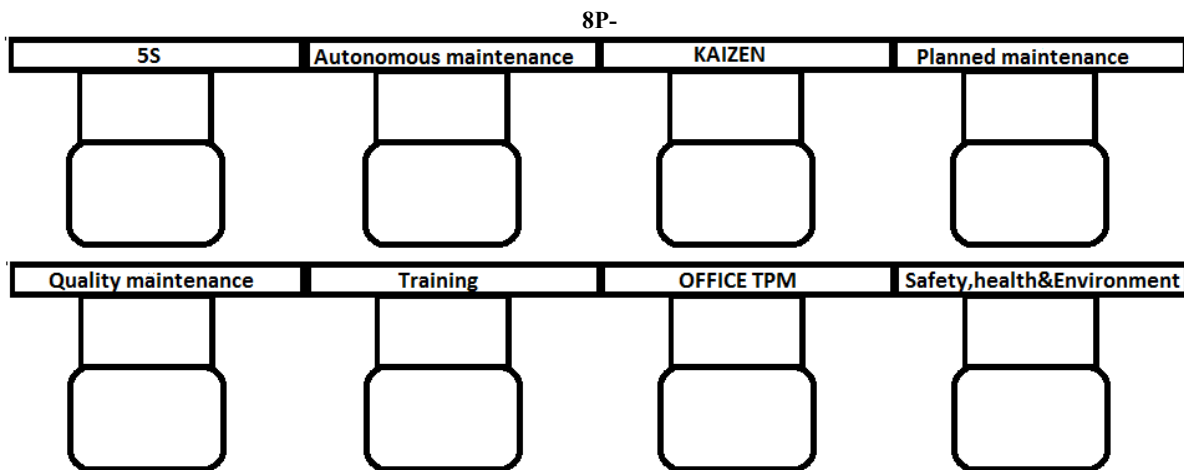 8P-
5S
Autonomous maintenance
KAIZEN
Planned maintenance
Quality maintenance
Training
OFFICE TPM
Safety,health&Environment